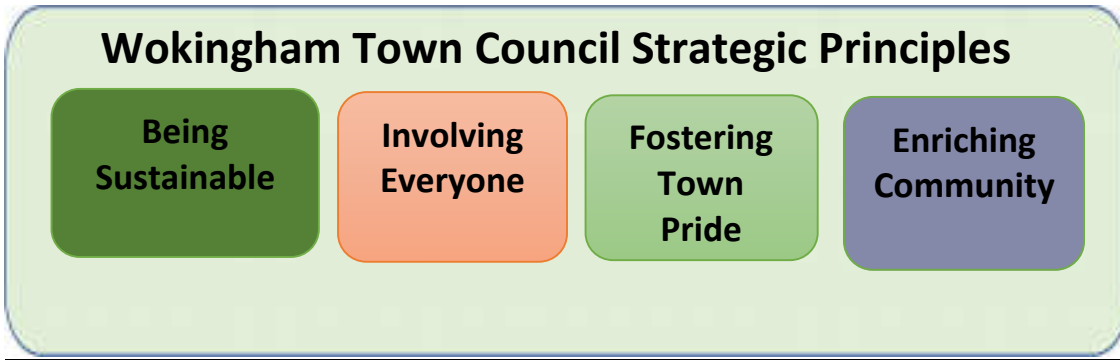 Wokingham Town Council Strategic Principles
Being
Sustainable
Involving
Everyone
Fostering
Town
Pride
Enriching
Community